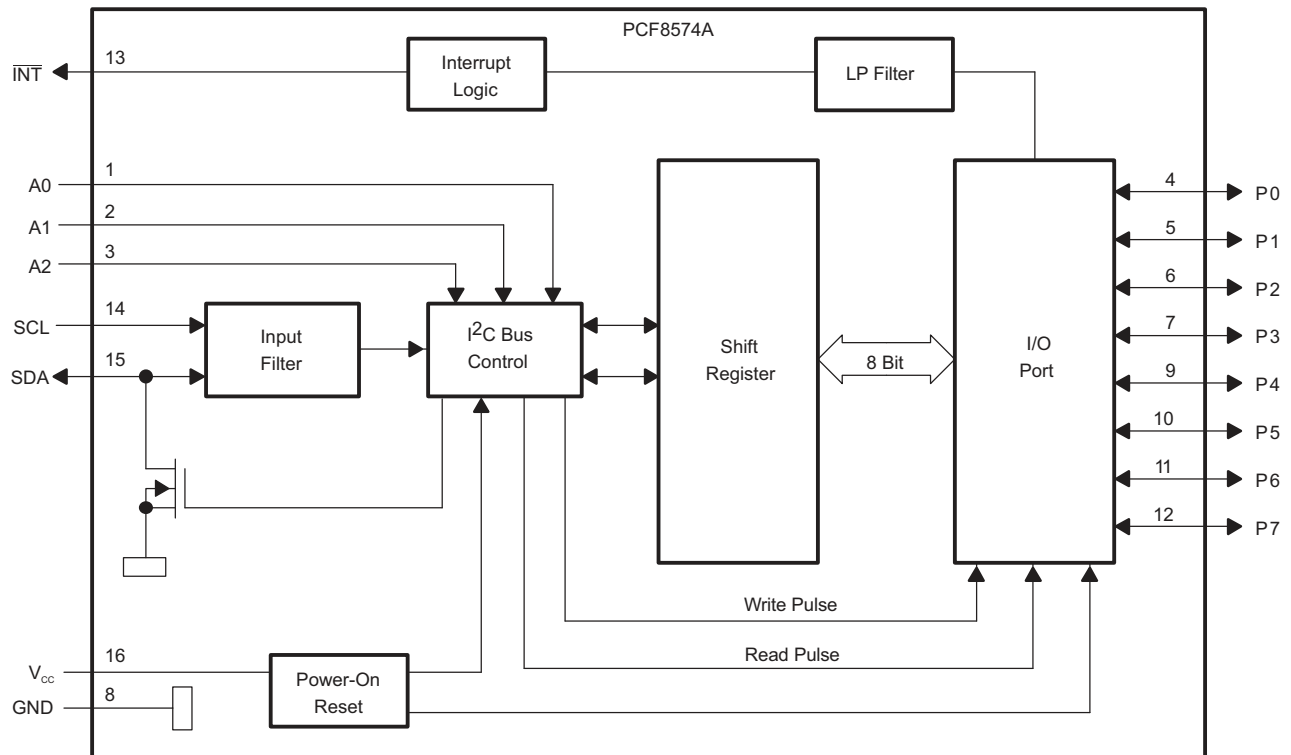 PCF8574A
INT
13
Interrupt
Logic
LP Filter
A0
1
A1
2
A2
3
SCL
14
SDA
15
Input
Filter
I2C Bus
Control
Shift
Register
8 Bit
I/O
Port
4
P0
5
P1
6
P2
7
P3
9
P4
10
P5
11
P6
12
P7
Write Pulse
Read Pulse
Vcc
16
GND
8
Power-On
Reset